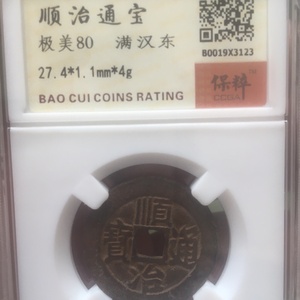 顺治通宝
极美80 满汉东
27.4*1.1mm*4g
BAO CUI COINS RATING
B0019X3123
保粹
顺
寳 通
治